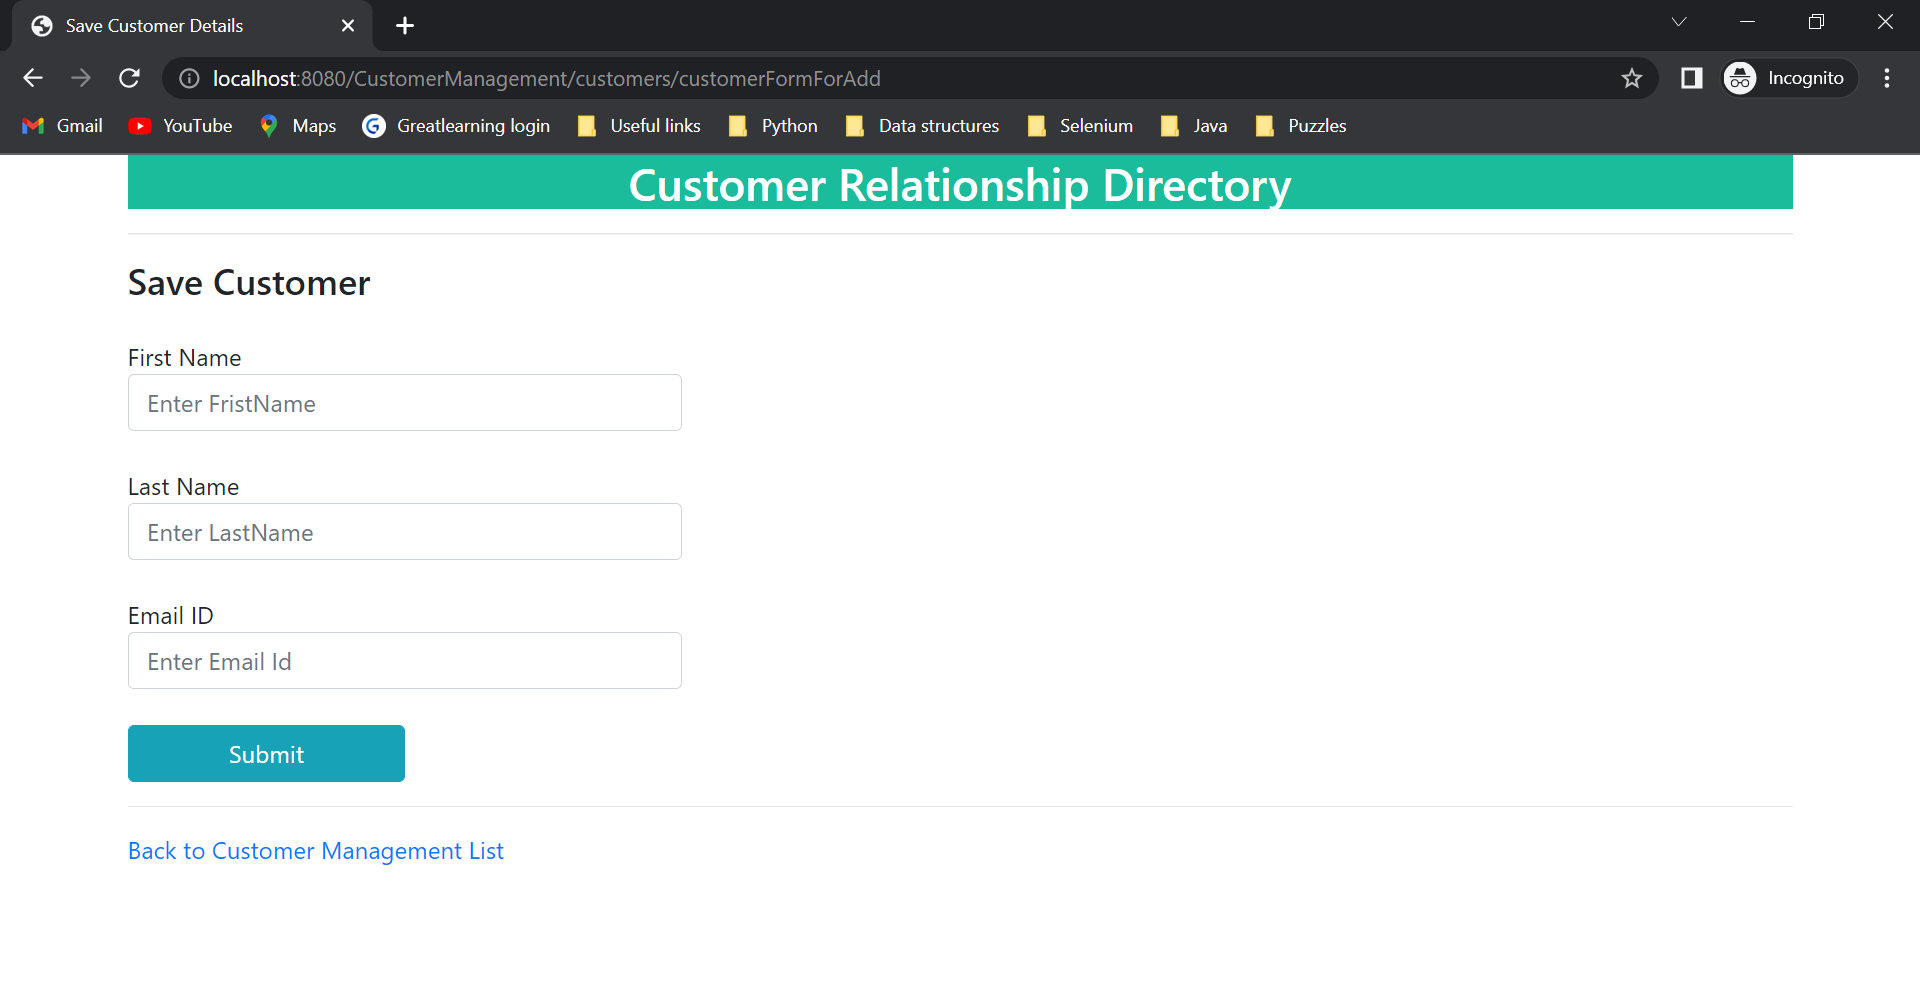 Save Customer Details
localhost:8080/CustomerManagement/customers/customerFormForAdd
Incognito
Gmail YouTube Maps Greatlearning login Useful links Python Data structures Selenium Java Puzzles
Customer Relationship Directory
Save Customer
First Name
Enter FristName
Last Name
Enter LastName
Email ID
Enter Email Id
Submit
Back to Customer Management List